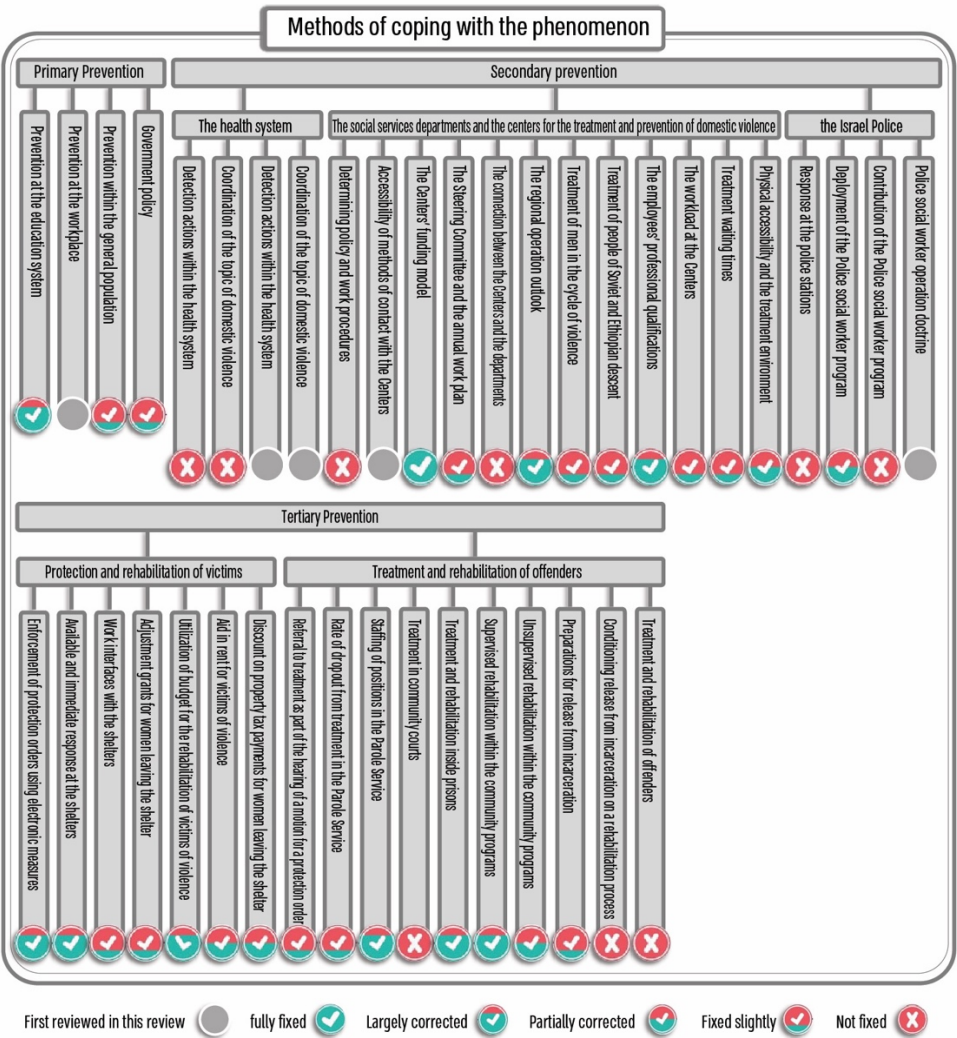 Methods of coping with the phenomenon
Primary Prevention
Prevention at the education system
Prevention at the workplace
Prevention within the general population
Government policy
Secondary prevention
The health system
Detection actions within the health system
Coordination of the topic of domestic violence
Detection actions within the health system
Coordination of the topic of domestic violence
The social services departments and the centers for the treatment and prevention of domestic violence
Determining policy and work procedures
Accessibility of methods of contact with the Centers
The Centers' funding model
The Steering Committee and the annual work plan
The connection between the Centers and the departments
The regional operation outlook
Treatment of men in the cycle of violence
Treatment of people of Soviet and Ethiopian descent
The employees' professional qualifications
The workload at the Centers
Treatment waiting times
Physical accessibility and the treatment environment
the Israel Police
Response at the police stations
Deployment of the Police social worker program
Contribution of the Police social worker program
Police social worker operation doctrine
Tertiary Prevention
Protection and rehabilitation of victims
Enforcement of protection orders using electronic measures
Available and immediate response at the shelters
Work interfaces with the shelters
Adjustment grants for women leaving the shelter
Utilization of budget for the rehabilitation of victims of violence
Aid in rent for victims of violence
Discount on property tax payments for women leaving the shelter
Treatment and rehabilitation of offenders
Referral to treatment as part of the hearing of a motion for a protection order
Rate of dropout from treatment in the Parole Service
Staffing of positions in the Parole Service
Treatment in community courts
Treatment and rehabilitation inside prisons
Supervised rehabilitation within the community programs
Unsupervised rehabilitation within the community programs
Preparations for release from incarceration
Conditioning release from incarceration on a rehabilitation process
Treatment and rehabilitation of offenders
First reviewed in this review
fully fixed
Largely corrected
Partially corrected
Fixed slightly
Not fixed